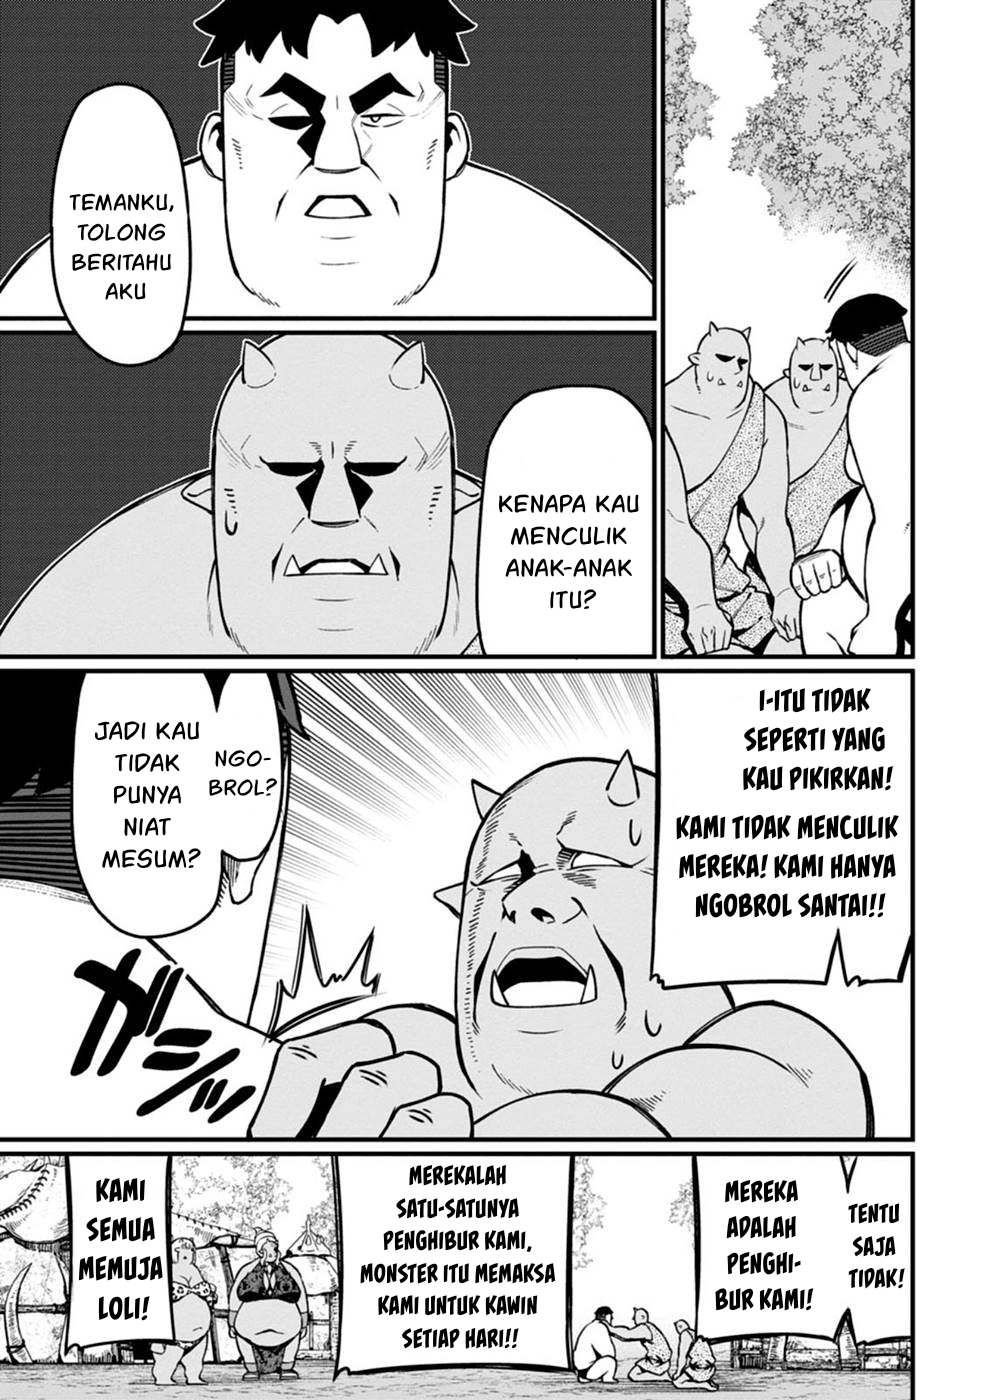 TEMANKU,
TOLONG
BERITAHU
AKU
KENAPA KAU
MENCULIK
ANAK-ANAK
ITU?
I-ITU TIDAK
SEPERTI YANG
KAU PIKIRKAN!
KAMI TIDAK MENCULIK
MEREKA! KAMI HANYA
NGOBROL SANTAI!!
NGO-
BROL?
JADI KAU
TIDAK
PUNYA
NIAT
MESUM?
ガシッ
TENTU
SAJA
TIDAK!
MEREKA
ADALAH
PENGHI-
BUR KAMI!
MEREKALAH
SATU-SATUNYA
PENGHIBUR KAMI,
MONSTER ITU MEMAKSA
KAMI UNTUK KAWIN
SETIAP HARI!!
KAMI
SEMUA
MEMUJA
LOLI!